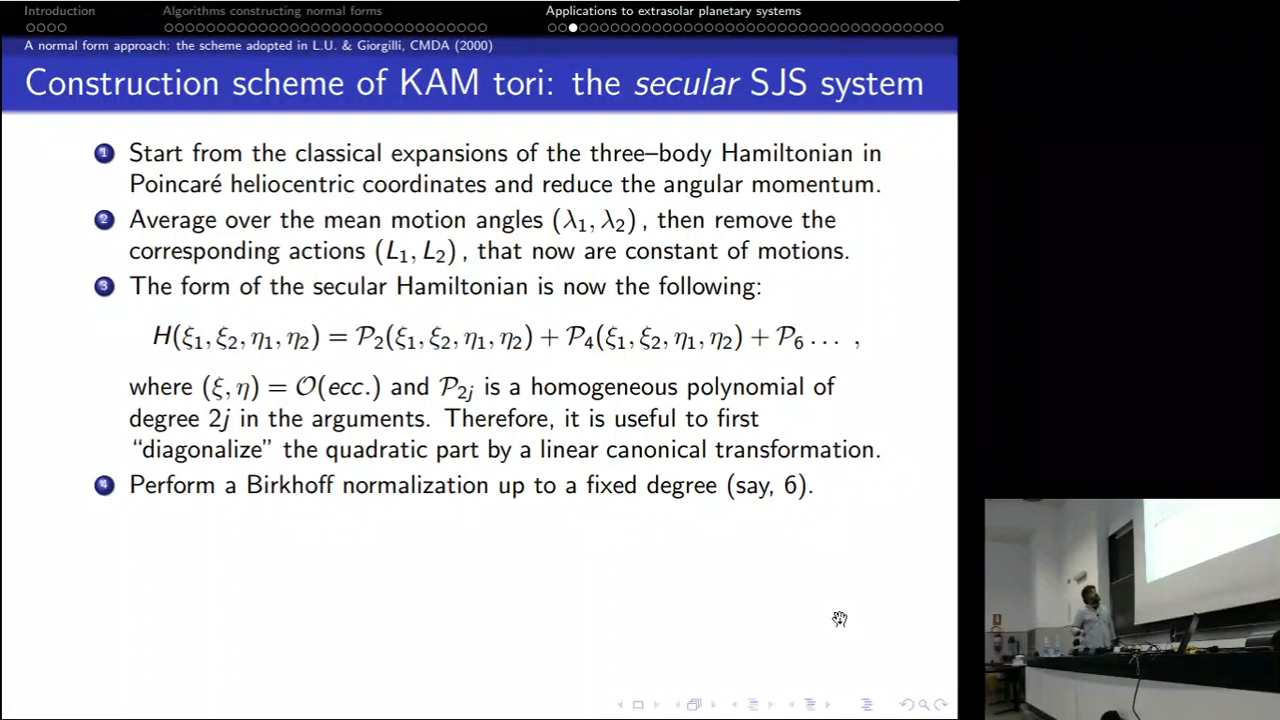 Introduction
Algorithms constructing normal forms
Applications to extrasolar planetary systems
A normal form approach: the scheme adopted in L.U. & Giorgilli, CMDA (2000)
Construction scheme of KAM tori: the secular SJS system
1 Start from the classical expansions of the three–body Hamiltonian in
Poincaré heliocentric coordinates and reduce the angular momentum.
2 Average over the mean motion angles (λ₁, λ₂) , then remove the
corresponding actions (L₁, L₂) , that now are constant of motions.
3 The form of the secular Hamiltonian is now the following:
H(ξ₁, ξ₂, η₁, η₂) = 𝒫₂(ξ₁, ξ₂, η₁, η₂) + 𝒫₄(ξ₁, ξ₂, η₁, η₂) + 𝒫₆ … ,
where (ξ, η) = 𝒪(ecc.) and 𝒫₂ⱼ is a homogeneous polynomial of
degree 2j in the arguments. Therefore, it is useful to first
“diagonalize” the quadratic part by a linear canonical transformation.
4 Perform a Birkhoff normalization up to a fixed degree (say, 6).